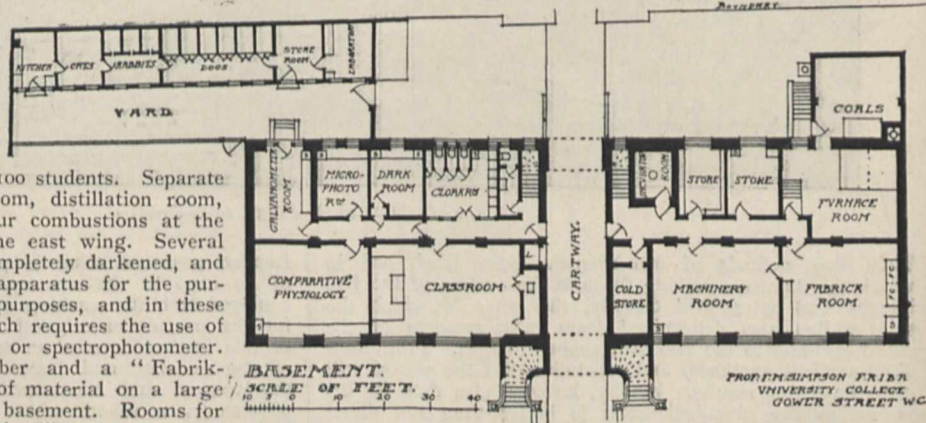 BOUNDARY.
KITCHEN
CATS
RABBITS
DOGS
STORE ROOM
LABORATORY
YARD
COALS
GALVANOMETER ROOM
MICRO-
PHOTO
RM
DARK
ROOM
CLOAKRM
STORE
STORE
FURNACE
ROOM
CARTWAY.
COMPARATIVE
PHYSIOLOGY.
CLASSROOM
COLD
STORE
MACHINERY
ROOM
FABRICK
ROOM
100 students. Separate
oom, distillation room,
ur combustions at the
ne east wing. Several
mpletely darkened, and
apparatus for the pur-
purposes, and in these
ch requires the use of
or spectrophotometer.
ber and a “Fabrik-
of material on a large
basement. Rooms for
BASEMENT.
SCALE OF FEET.
10 5 0 10 20 30 40
PROF. F.M. SIMPSON F.R.I.B.A
UNIVERSITY COLLEGE
GOWER STREET WC